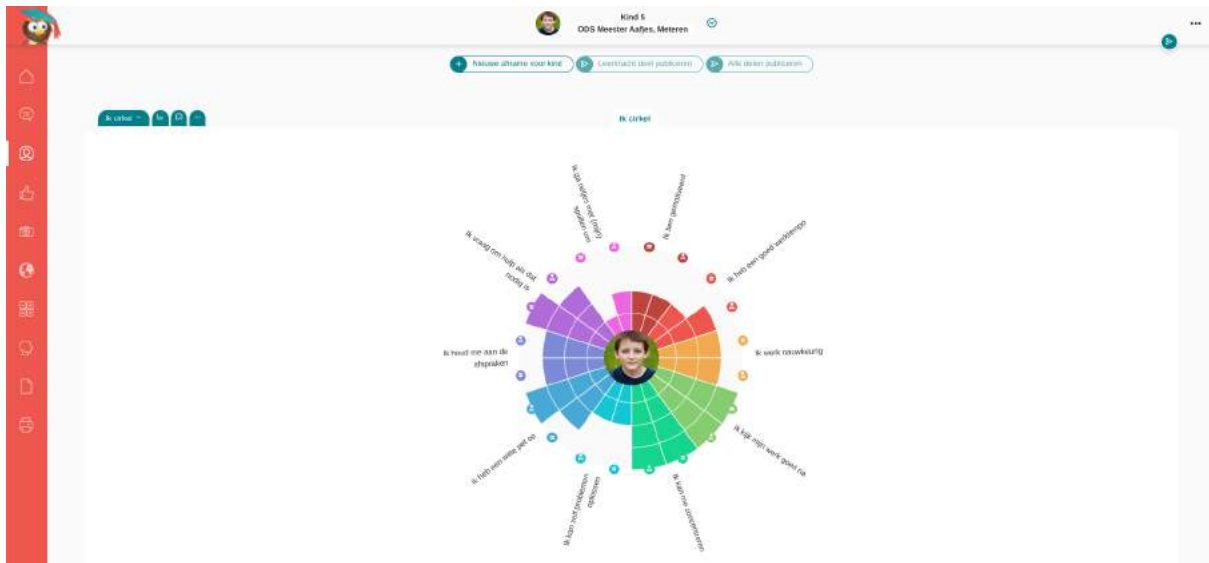 Kind 5
ODS Meester Aafjes, Meteren
Nieuwe afname voor kind
Leerkracht deel publiceren
Alle delen publiceren
Ik cirkel
Ik cirkel
Ik ga netjes met (mijn)
spullen om
Ik ben gemotiveerd
Ik vraag om hulp als dat
nodig is
Ik heb een goed werktempo
Ik houd me aan de
afspraken
Ik werk nauwkeurig
Ik heb een witte pet op
Ik kijk mijn werk goed na
Ik kan zelf problemen
oplossen
Ik kan me concentreren